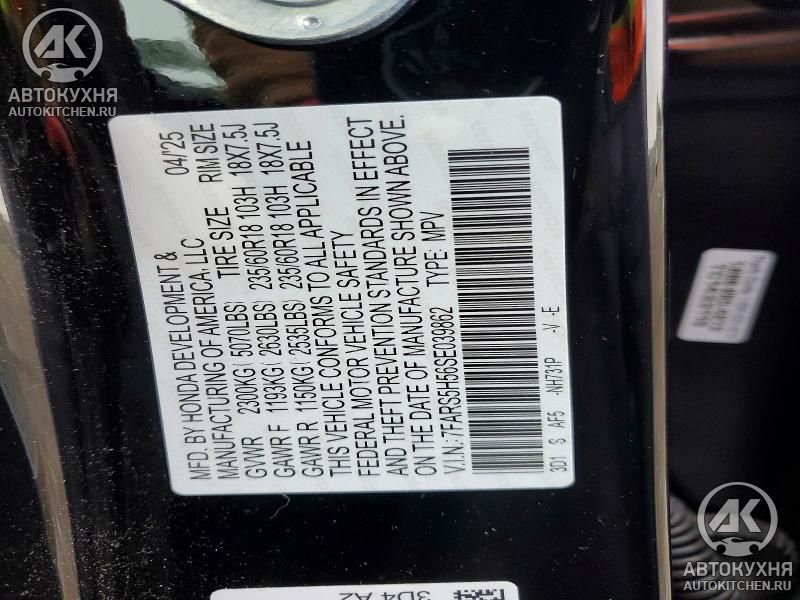 AK
АВТОКУХНЯ
AUTOKITCHEN.RU
MFD. BY HONDA DEVELOPMENT & 04/25
MANUFACTURING OF AMERICA, LLC
TIRE SIZE RIM SIZE
GVWR 2300KG ( 5070LBS)
GAWR F 1193KG ( 2630LBS) 235/60R18 103H 18X7.5J
GAWR R 1150KG ( 2535LBS) 235/60R18 103H 18X7.5J
THIS VEHICLE CONFORMS TO ALL APPLICABLE
FEDERAL MOTOR VEHICLE SAFETY
AND THEFT PREVENTION STANDARDS IN EFFECT
ON THE DATE OF MANUFACTURE SHOWN ABOVE.
V.I.N.:7FARS5H56SE039862 TYPE: MPV
3D1 S AF5 -NH731P -V -E
3D4 A2
AK
АВТОКУХНЯ
AUTOKITCHEN.RU